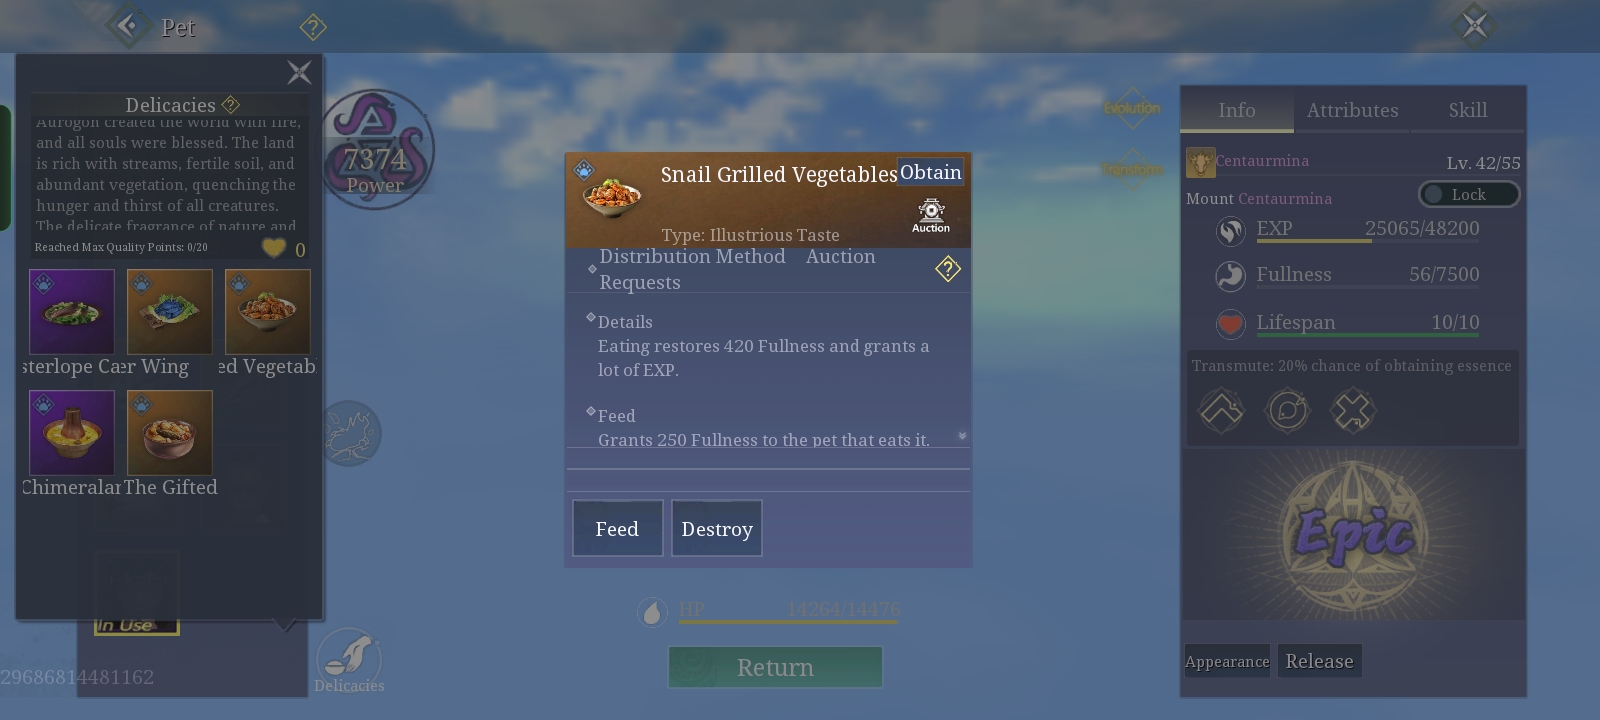 Pet
Delicacies
Aurogon created the world with fire,
and all souls were blessed. The land
is rich with streams, fertile soil, and
abundant vegetation, quenching the
hunger and thirst of all creatures.
The delicate fragrance of nature and
Reached Max Quality Points: 0/20
0
sterlope Ca
er Wing
ed Vegetab
Chimeralar
The Gifted
In Use
29686814481162
7374
Power
Delicacies
Snail Grilled Vegetables
Obtain
Auction
Type: Illustrious Taste
Distribution Method Auction
Requests
Details
Eating restores 420 Fullness and grants a
lot of EXP.
Feed
Grants 250 Fullness to the pet that eats it.
Feed
Destroy
HP 14264/14476
Return
Evolution
Transform
Info
Attributes
Skill
Centaurmina
Lv. 42/55
Mount Centaurmina
Lock
EXP 25065/48200
Fullness 56/7500
Lifespan 10/10
Transmute: 20% chance of obtaining essence
Epic
Appearance
Release